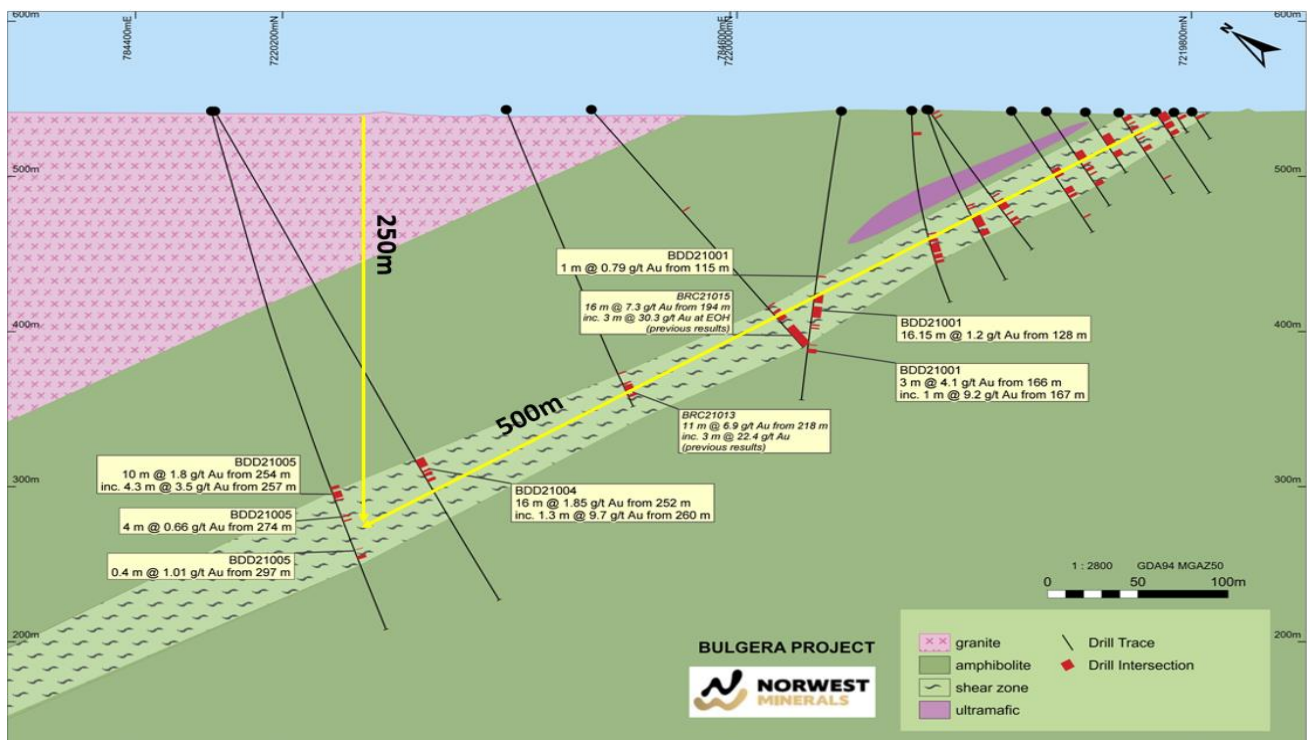 600m
784400mE
7220200mN
784600mE
7220000mN
7219800mN
600m
N
500m
500m
250m
BDD21001
1 m @ 0.79 g/t Au from 115 m
BRC21015
16 m @ 7.3 g/t Au from 194 m
inc. 3 m @ 30.3 g/t Au at EOH
(previous results)
400m
400m
BDD21001
16.15 m @ 1.2 g/t Au from 128 m
BDD21001
3 m @ 4.1 g/t Au from 166 m
inc. 1 m @ 9.2 g/t Au from 167 m
500m
BRC21013
11 m @ 6.9 g/t Au from 218 m
inc. 3 m @ 22.4 g/t Au
(previous results)
BDD21005
10 m @ 1.8 g/t Au from 254 m
inc. 4.3 m @ 3.5 g/t Au from 257 m
300m
300m
BDD21004
16 m @ 1.85 g/t Au from 252 m
inc. 1.3 m @ 9.7 g/t Au from 260 m
BDD21005
4 m @ 0.66 g/t Au from 274 m
BDD21005
0.4 m @ 1.01 g/t Au from 297 m
1 : 2800 GDA94 MGAZ50
0 50 100m
200m
200m
BULGERA PROJECT
NORWEST
MINERALS
granite
amphibolite
shear zone
ultramafic
Drill Trace
Drill Intersection